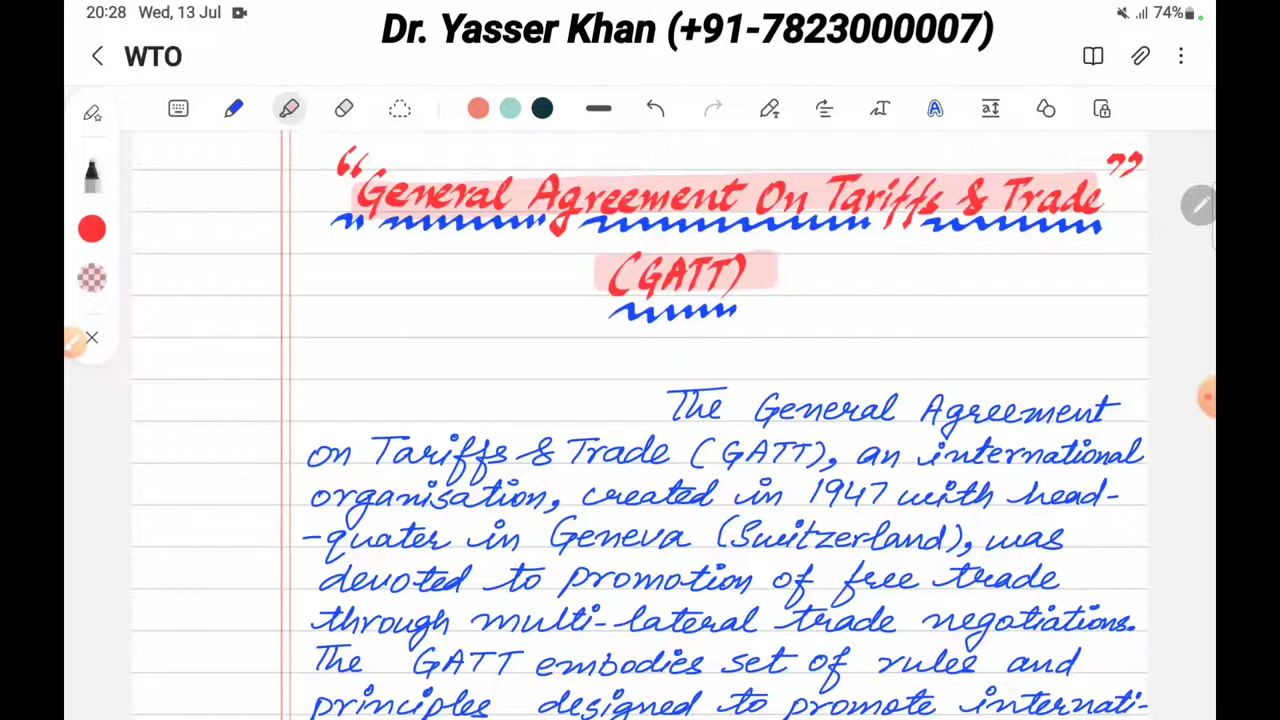 20:28 Wed, 13 Jul
74%
Dr. Yasser Khan (+91-7823000007)
WTO
"General Agreement On Tariffs & Trade"
(GATT)
The General Agreement
on Tariffs & Trade (GATT), an international
organisation, created in 1947 with head-
-quater in Geneva (Switzerland), was
devoted to promotion of free trade
through multi-lateral trade negotiations.
The GATT embodies set of rules and
principles designed to promote internati-